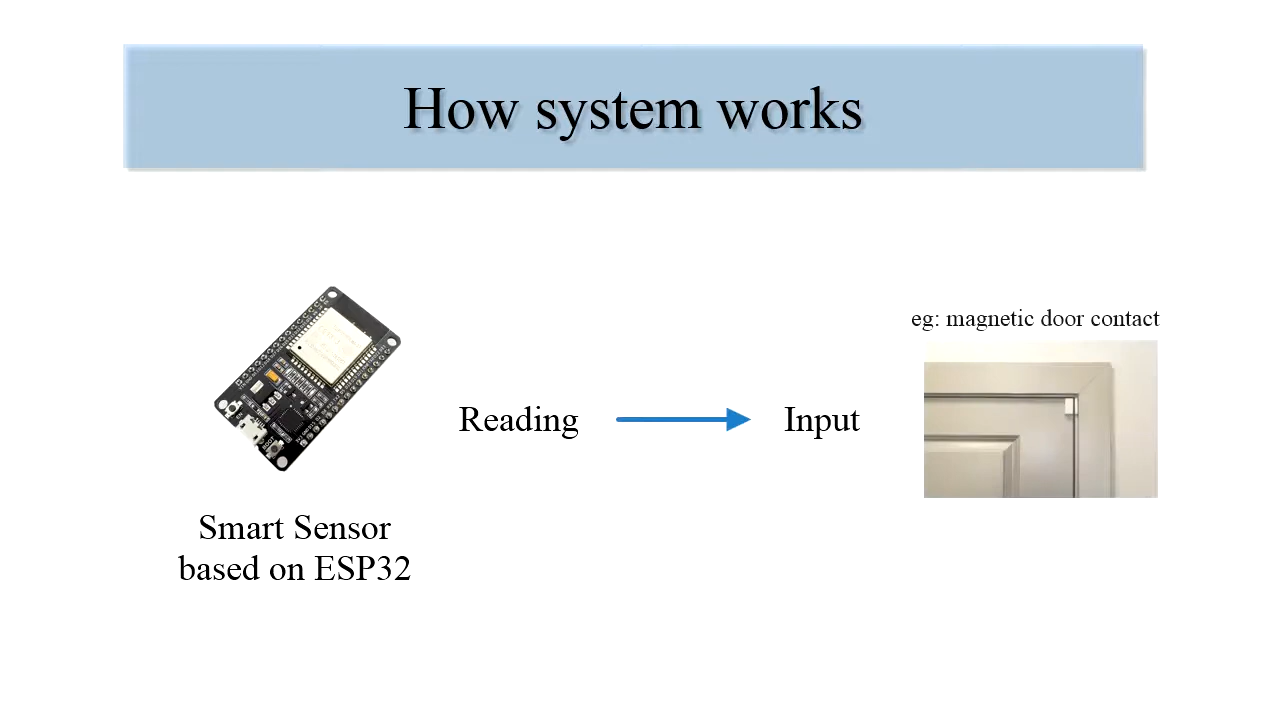 How system works
eg: magnetic door contact
Reading
Input
Smart Sensor
based on ESP32